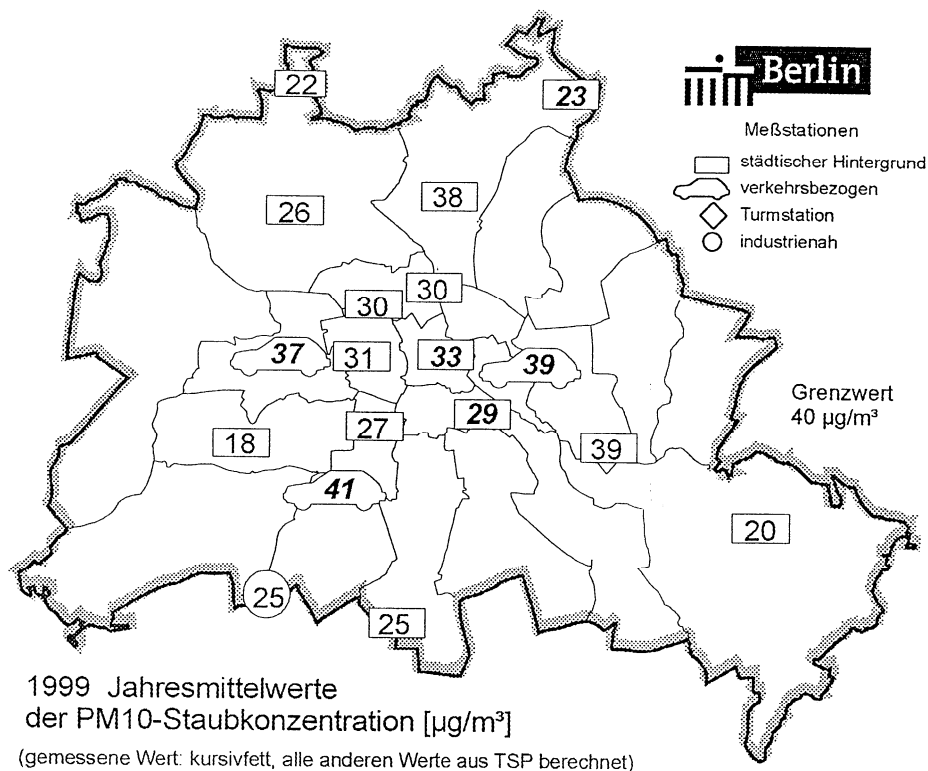 Berlin
22
23
Meßstationen
städtischer Hintergrund
verkehrsbezogen
Turmstation
industrienah
26
38
30
30
37
31
33
39
Grenzwert
40 µg/m³
18
27
29
39
41
20
25
25
1999 Jahresmittelwerte
der PM10-Staubkonzentration [µg/m³]
(gemessene Wert: kursivfett, alle anderen Werte aus TSP berechnet)